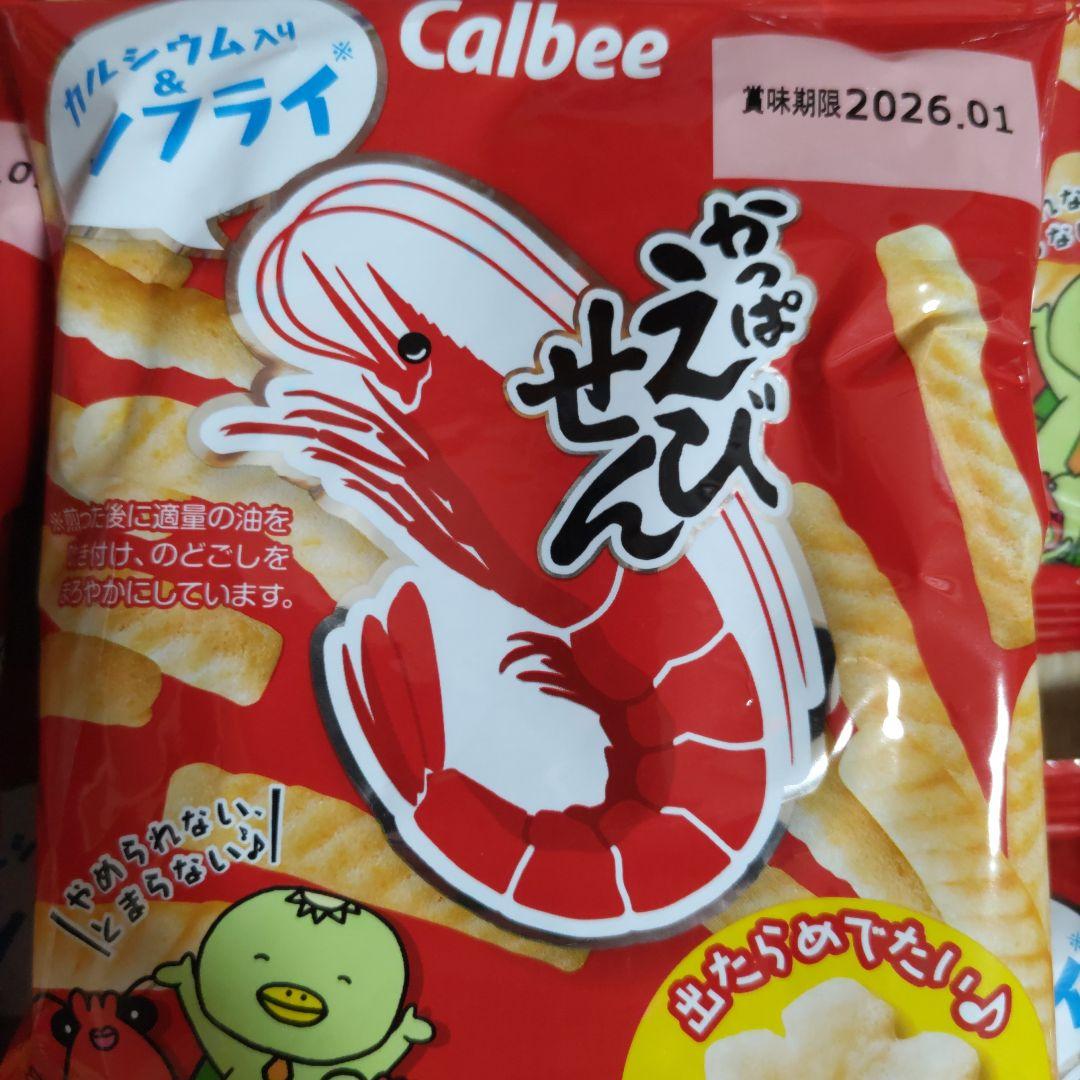 Calbee
カルシウム入り
&
ノフライ※
賞味期限2026.01
かっぱ
えび
せん
※煎った後に適量の油を
吹き付け、のどごしを
まろやかにしています。
やめられない、
とまらない♪
出たらめでたい♪